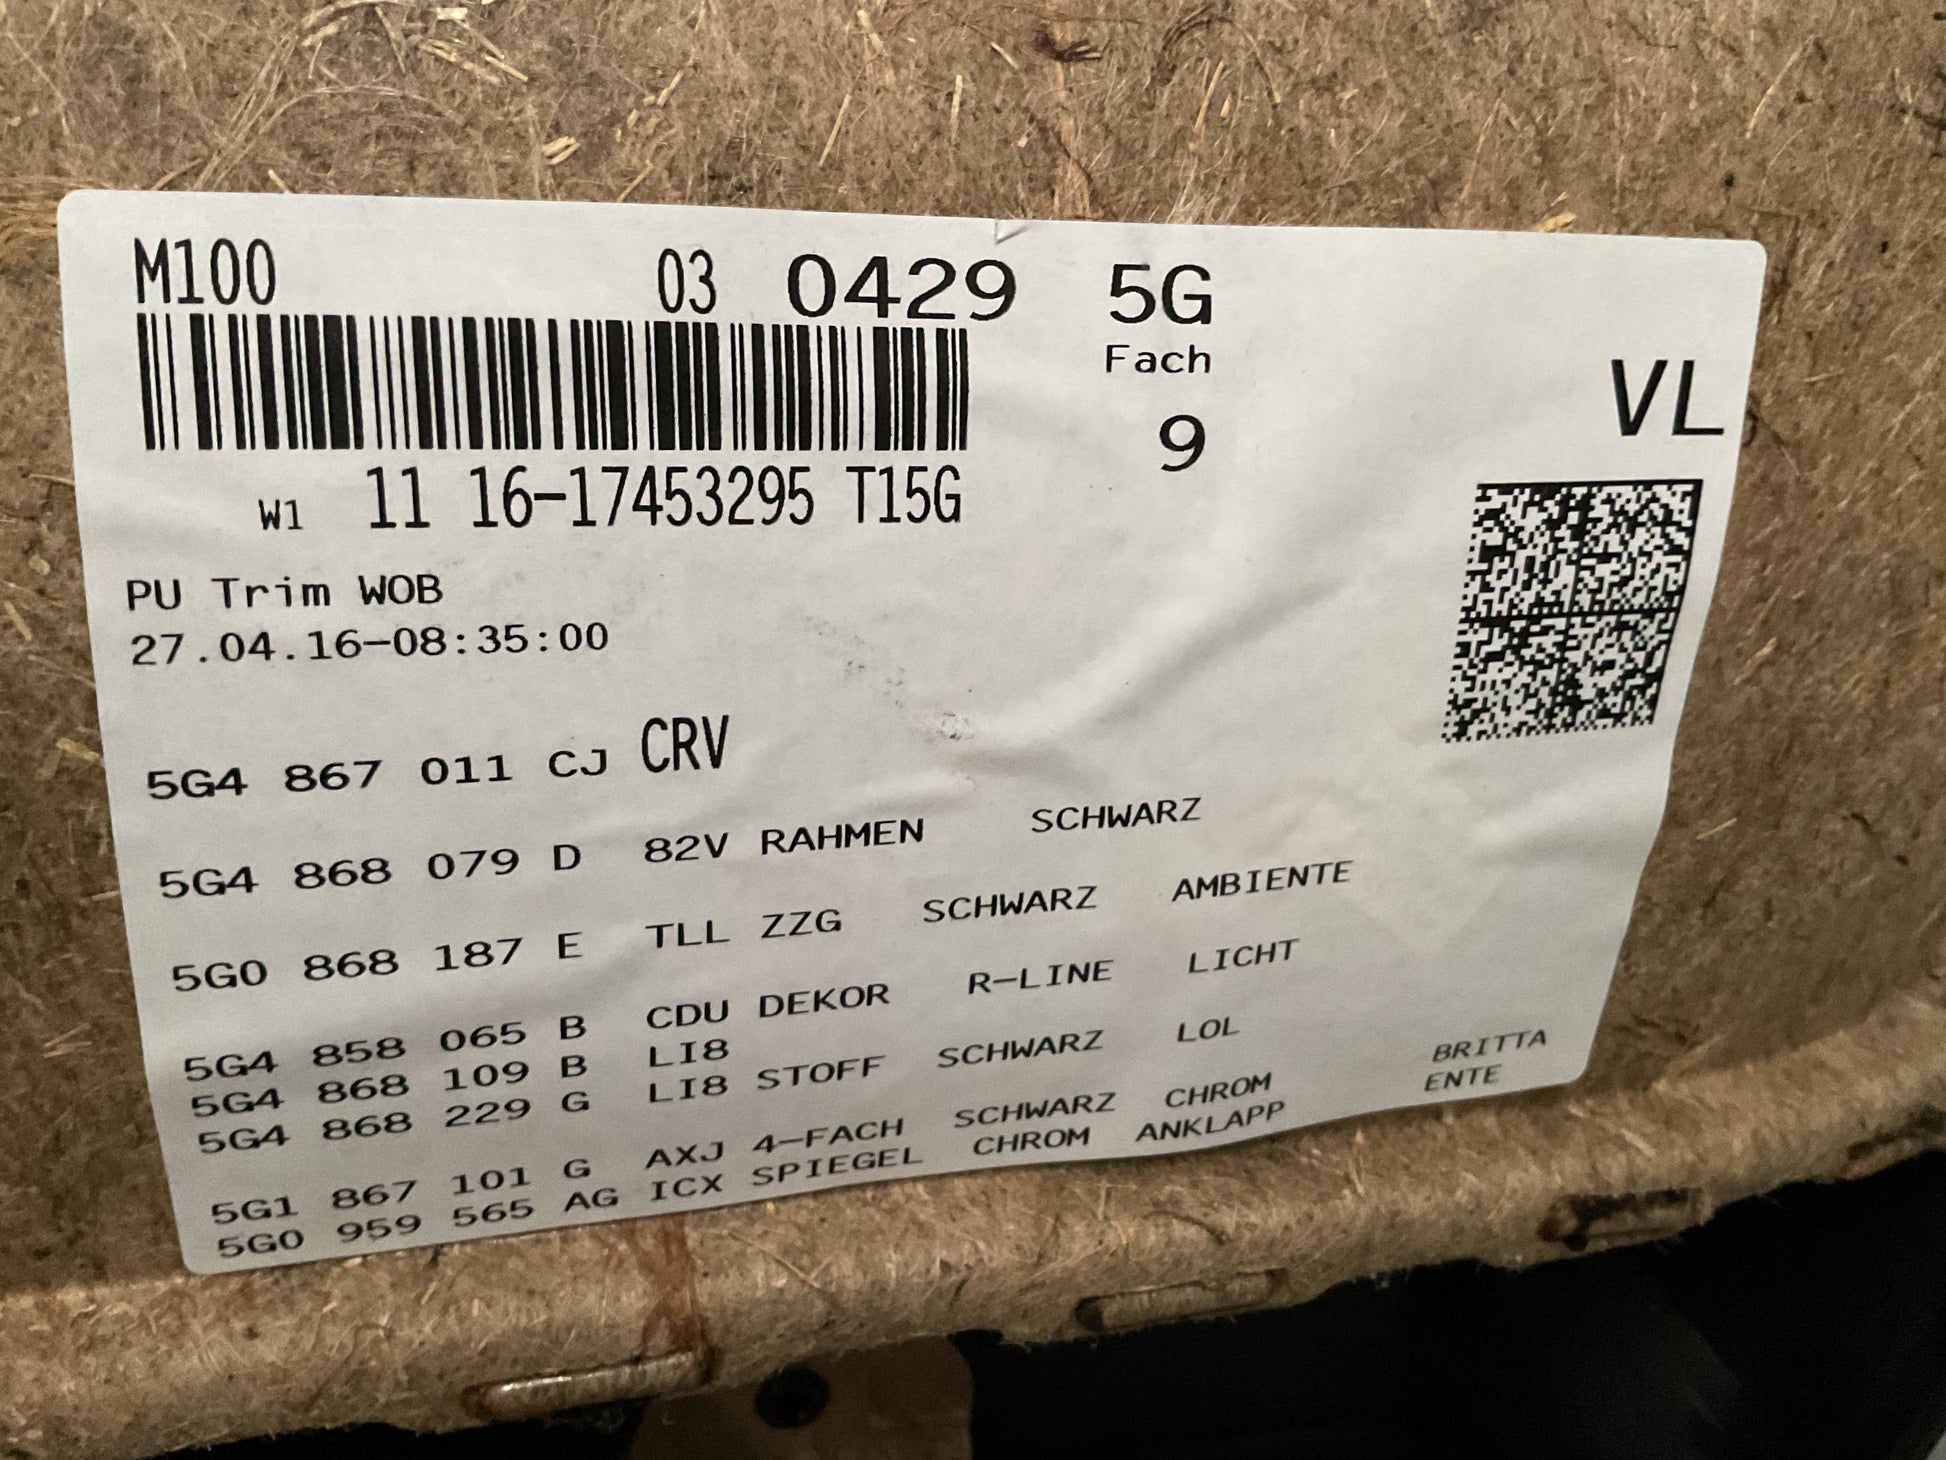 M100 03 0429 5G
Fach
VL
9
W1 11 16-17453295 T15G
PU Trim WOB
27.04.16-08:35:00
5G4 867 011 CJ CRV
5G4 868 079 D 82V RAHMEN SCHWARZ
5G0 868 187 E TLL ZZG SCHWARZ AMBIENTE
5G4 858 065 B CDU DEKOR R-LINE LICHT
5G4 868 109 B LI8
5G4 868 229 G LI8 STOFF SCHWARZ LOL
5G1 867 101 G AXJ 4-FACH SCHWARZ CHROM BRITTA
5G0 959 565 AG ICX SPIEGEL CHROM ANKLAPP ENTE